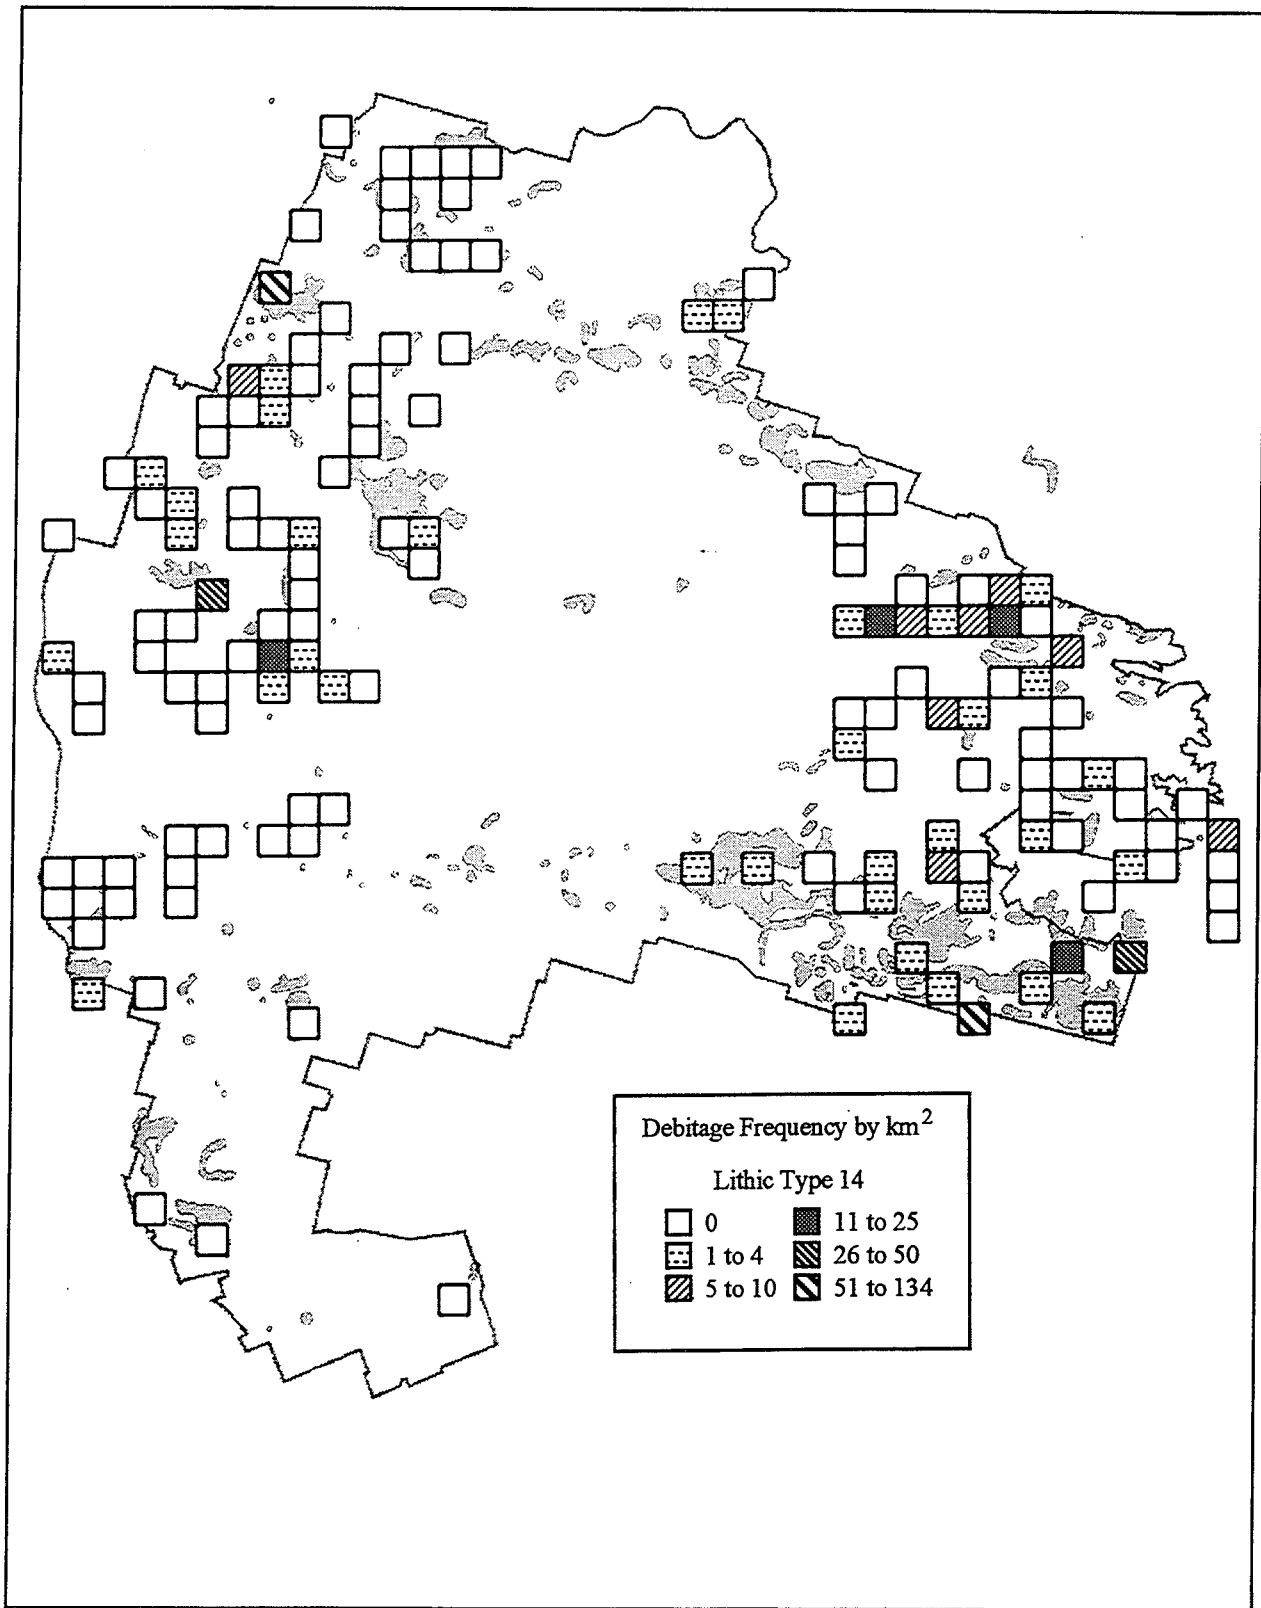 Debitage Frequency by km²
Lithic Type 14
0 11 to 25
1 to 4 26 to 50
5 to 10 51 to 134